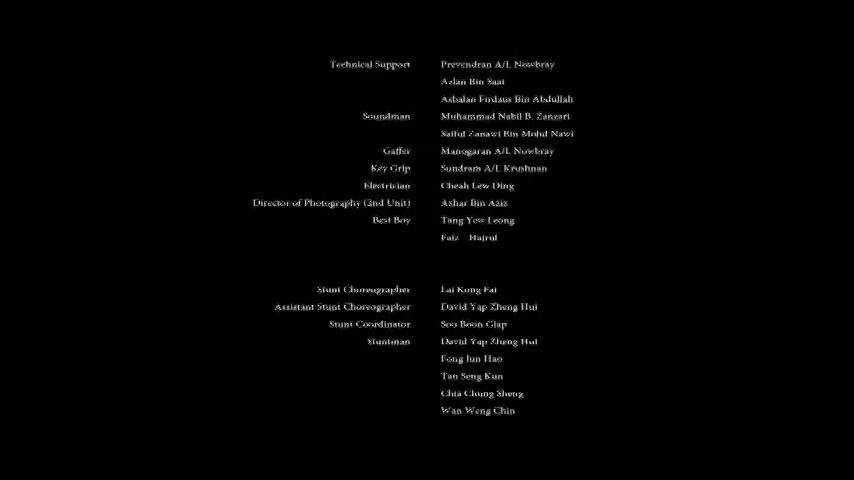 Technical Support Prevendran A/L Nowbray
Azlan Bin Saat
Asbalan Firdaus Bin Abdullah
Soundman Muhammad Nabil B. Zanzari
Saiful Zanawi Bin Mohd Nawi
Gaffer Manogaran A/L Nowbray
Key Grip Sundram A/L Krushnan
Electrician Cheah Lew Ding
Director of Photography (2nd Unit) Azhar Bin Aziz
Best Boy Tang Yew Leong
Faiz Hairul
Stunt Choreographer Lai Kong Fai
Assistant Stunt Choreographer David Yap Zheng Hui
Stunt Coordinator Soo Boon Giap
Stuntman David Yap Zheng Hui
Fong Jun Hao
Tan Seng Kun
Chia Chung Sheng
Wan Weng Chin